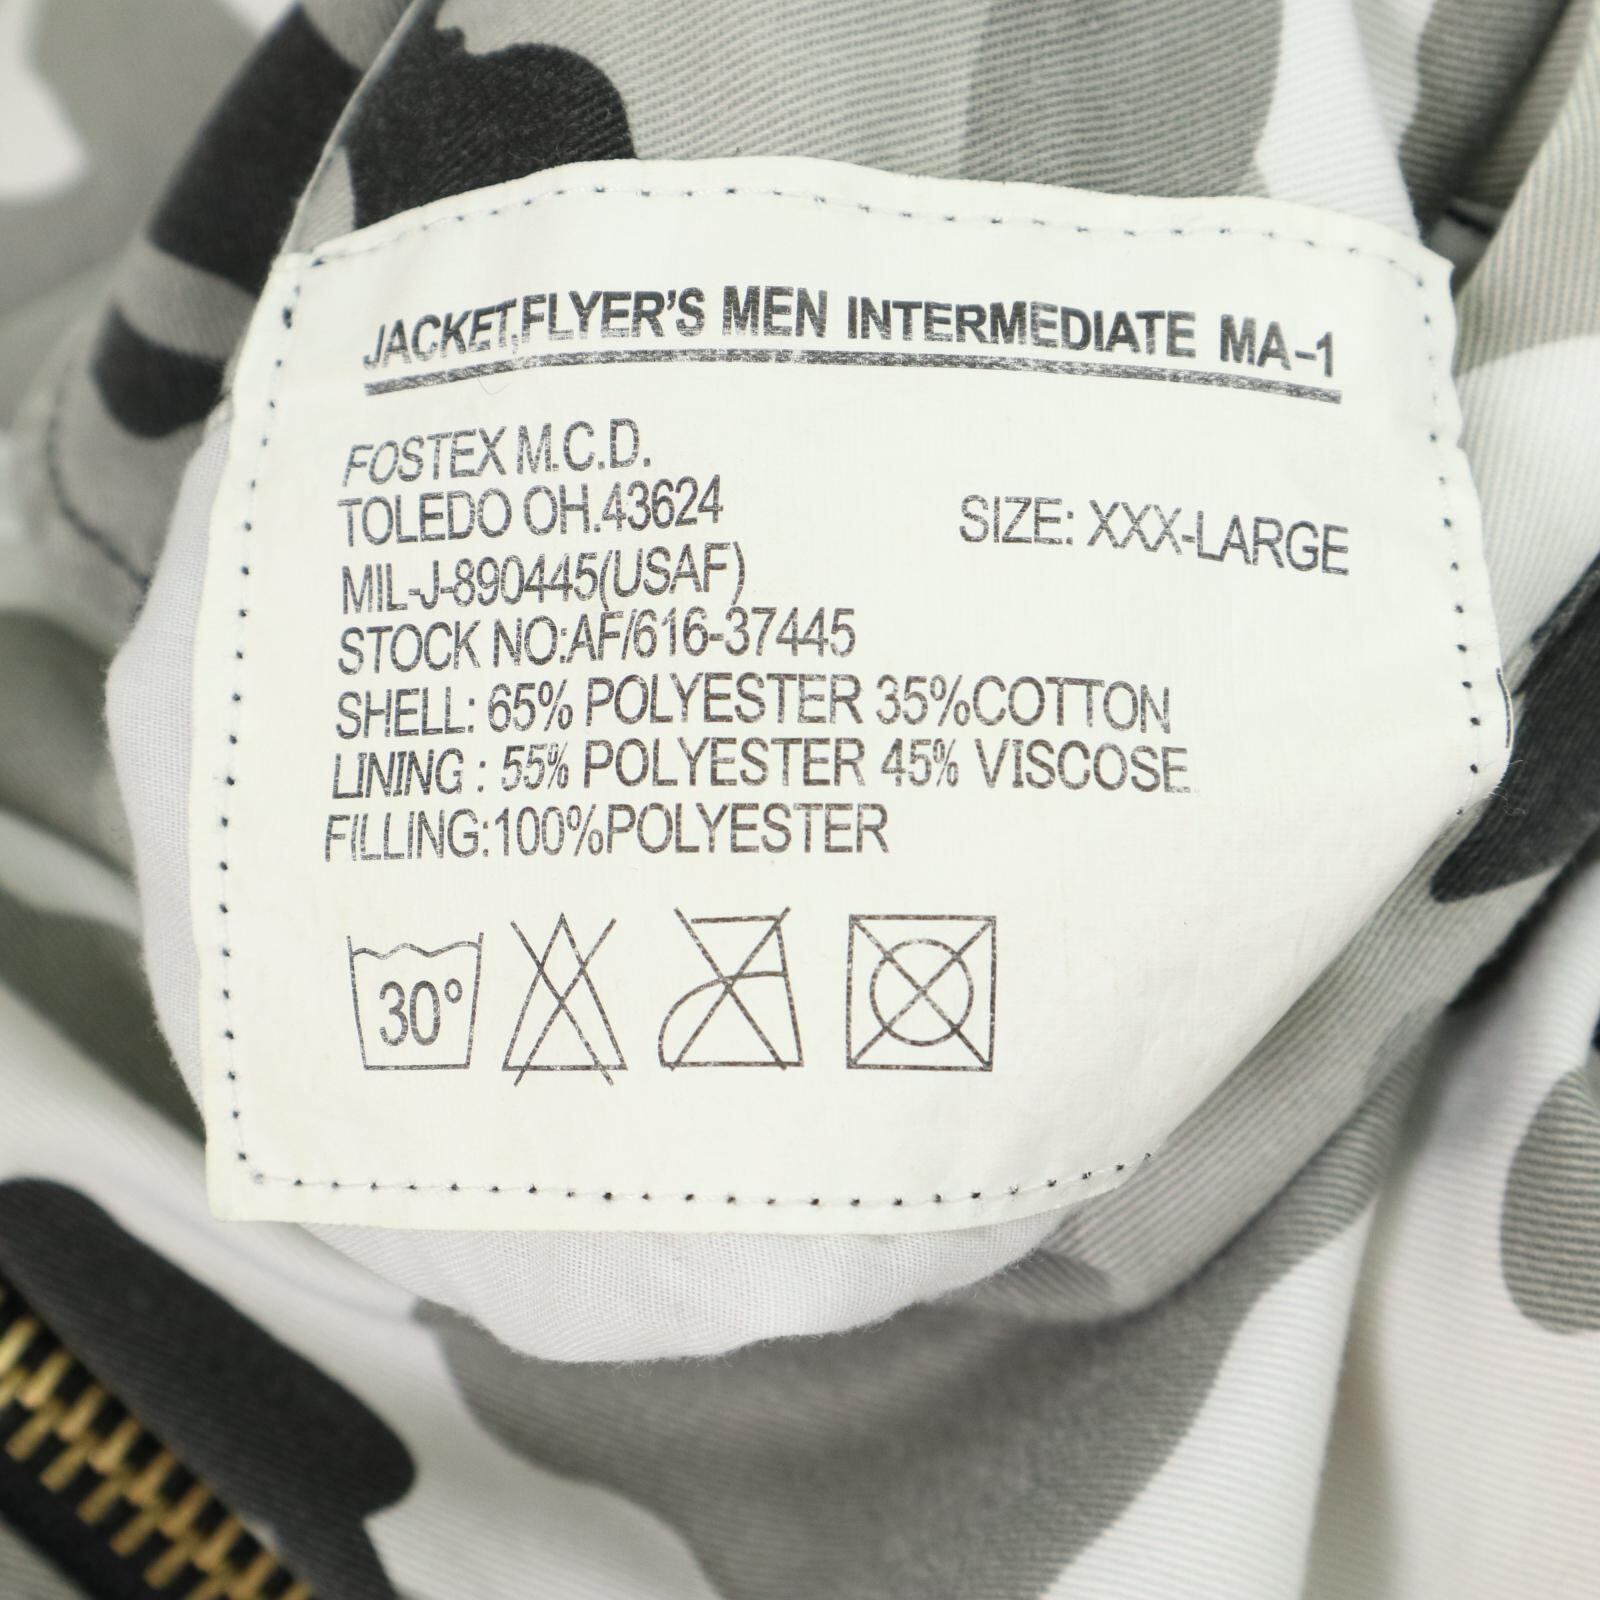 JACKET,FLYER'S MEN INTERMEDIATE MA-1
FOSTEX M.C.D.
TOLEDO OH.43624
SIZE: XXX-LARGE
MIL-J-890445(USAF)
STOCK NO:AF/616-37445
SHELL: 65% POLYESTER 35%COTTON
LINING : 55% POLYESTER 45% VISCOSE
FILLING:100%POLYESTER
30°